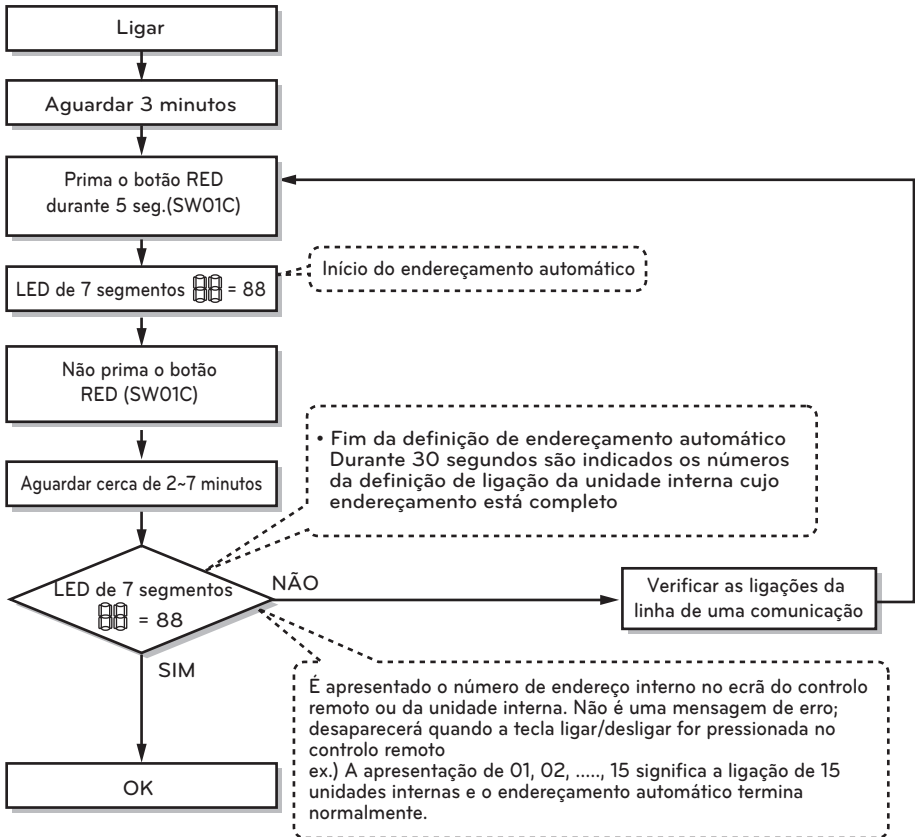 Ligar
Aguardar 3 minutos
Prima o botão RED
durante 5 seg.(SW01C)
LED de 7 segmentos 88 = 88
Início do endereçamento automático
Não prima o botão
RED (SW01C)
Aguardar cerca de 2~7 minutos
• Fim da definição de endereçamento automático
Durante 30 segundos são indicados os números
da definição de ligação da unidade interna cujo
endereçamento está completo
LED de 7 segmentos
88 = 88
NÃO
Verificar as ligações da
linha de uma comunicação
SIM
É apresentado o número de endereço interno no ecrã do controlo
remoto ou da unidade interna. Não é uma mensagem de erro;
desaparecerá quando a tecla ligar/desligar for pressionada no
controlo remoto
ex.) A apresentação de 01, 02, ....., 15 significa a ligação de 15
unidades internas e o endereçamento automático termina
normalmente.
OK